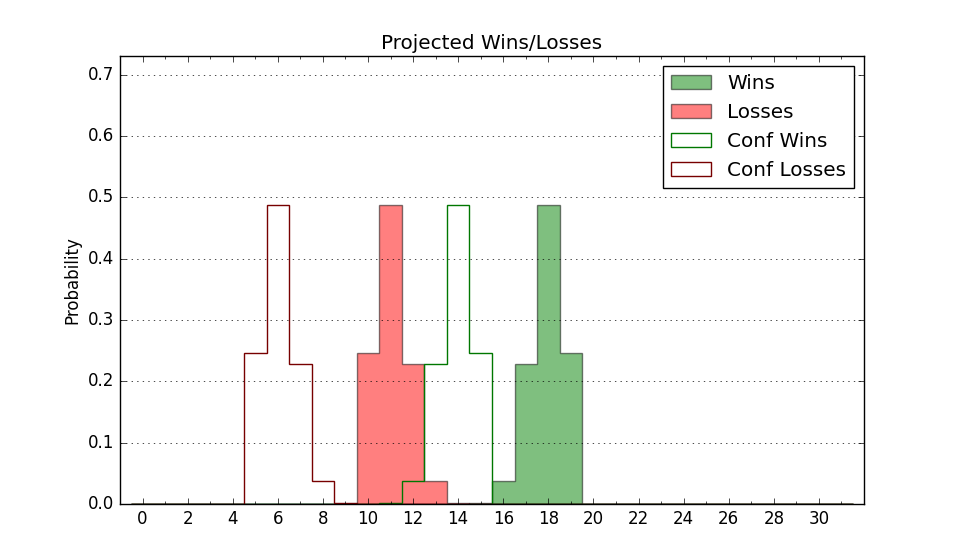 Projected Wins/Losses
Wins
Losses
Conf Wins
Conf Losses
Probability
0.7
0.6
0.5
0.4
0.3
0.2
0.1
0.0
0 2 4 6 8 10 12 14 16 18 20 22 24 26 28 30